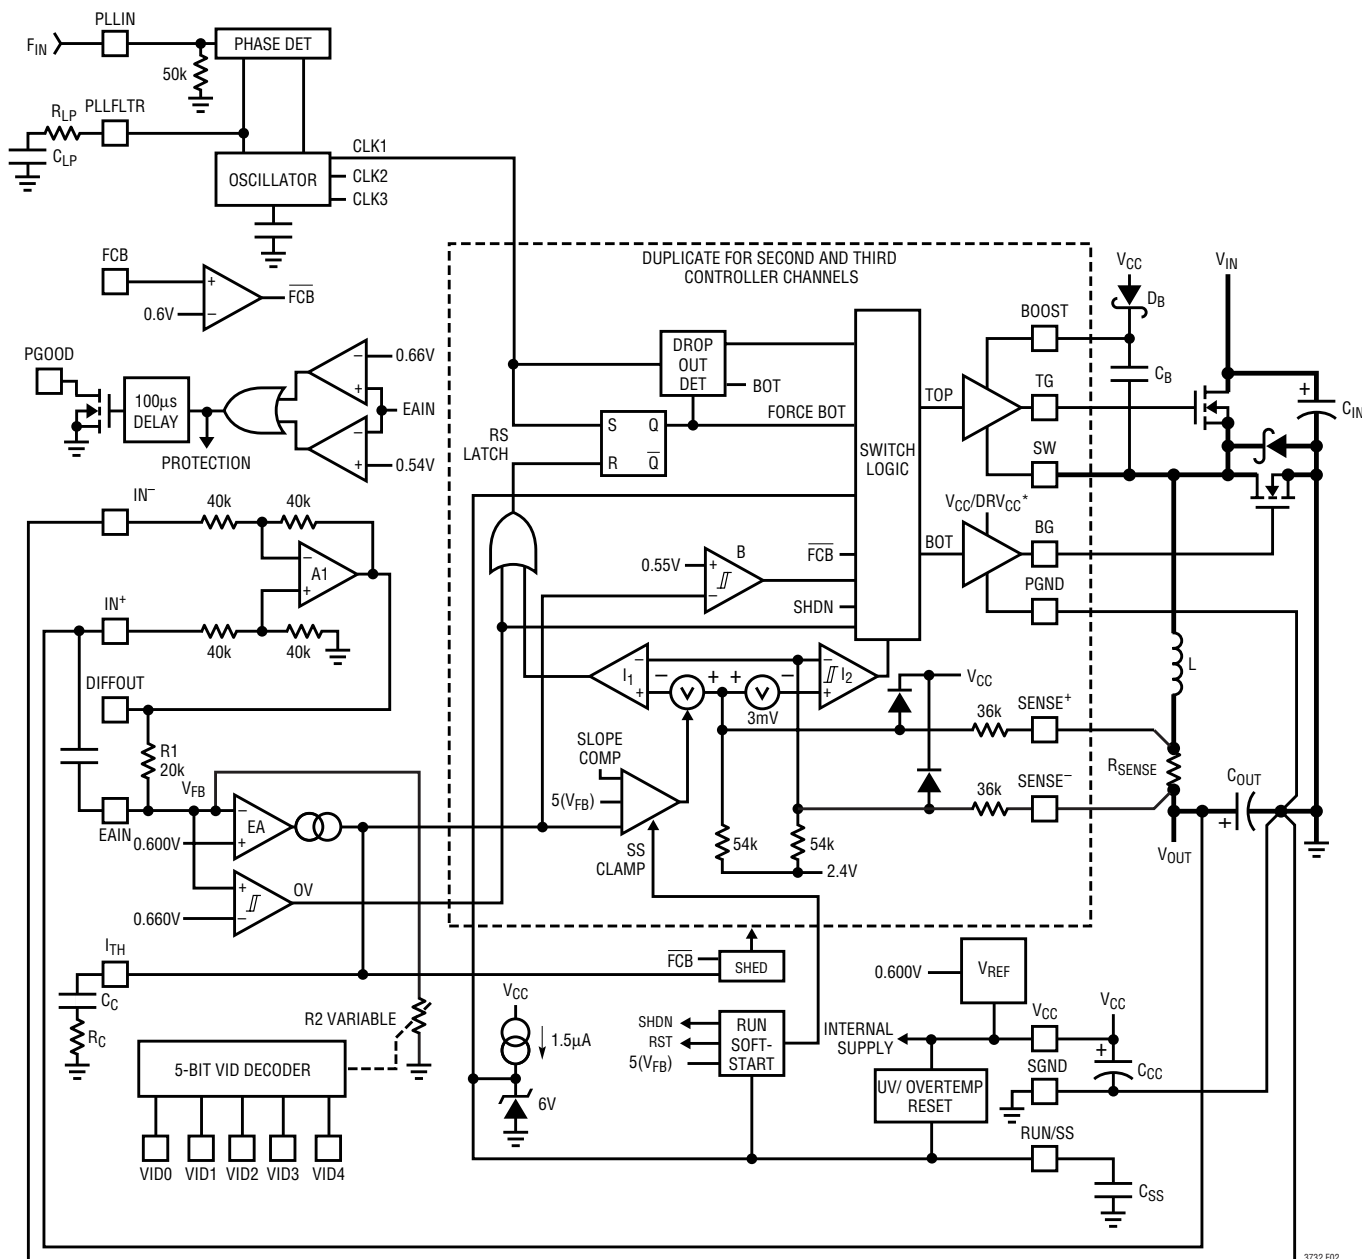 PLLIN
F_IN
PHASE DET
50k
R_LP
PLLFLTR
C_LP
CLK1
OSCILLATOR
CLK2
CLK3
DUPLICATE FOR SECOND AND THIRD
CONTROLLER CHANNELS
FCB
+
0.6V
−
F̅C̅B̅
V_CC
V_IN
D_B
BOOST
C_B
+
C_IN
TG
TOP
SW
PGOOD
100µs
DELAY
−
0.66V
+
EAIN
−
+
0.54V
PROTECTION
DROP
OUT
DET
BOT
FORCE BOT
RS
LATCH
S
Q
R
Q̅
SWITCH
LOGIC
V_CC/DRV_CC*
BOT
BG
PGND
IN−
40k
40k
−
A1
+
IN+
40k
40k
0.55V
+
−
B
F̅C̅B̅
SHDN
DIFFOUT
R1
20k
I1
−
+
−
+
+
−
3mV
−
+
I2
V_CC
L
36k
SENSE+
R_SENSE
36k
SENSE−
C_OUT
+
V_OUT
SLOPE
COMP
5(V_FB)
SS
CLAMP
54k
54k
2.4V
V_FB
EAIN
−
EA
0.600V
+
+
OV
0.660V
−
I_TH
C_C
R_C
F̅C̅B̅
SHED
R2 VARIABLE
5-BIT VID DECODER
VID0
VID1
VID2
VID3
VID4
V_CC
1.5µA
6V
SHDN
RST
5(V_FB)
RUN
SOFT-
START
0.600V
V_REF
INTERNAL
SUPPLY
V_CC
V_CC
+
C_CC
SGND
UV/ OVERTEMP
RESET
RUN/SS
C_SS
3732 F02